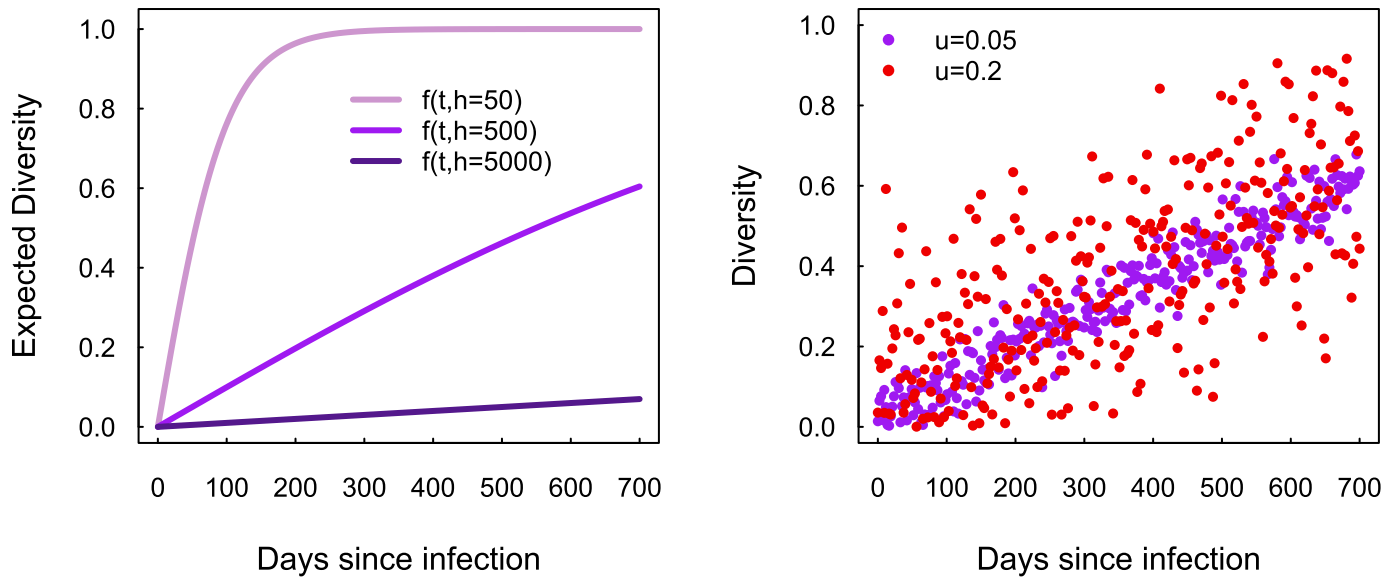 Expected Diversity
1.0
0.8
0.6
0.4
0.2
0.0
f(t,h=50)
f(t,h=500)
f(t,h=5000)
0 100 200 300 400 500 600 700
Days since infection
Diversity
1.0
0.8
0.6
0.4
0.2
0.0
u=0.05
u=0.2
0 100 200 300 400 500 600 700
Days since infection